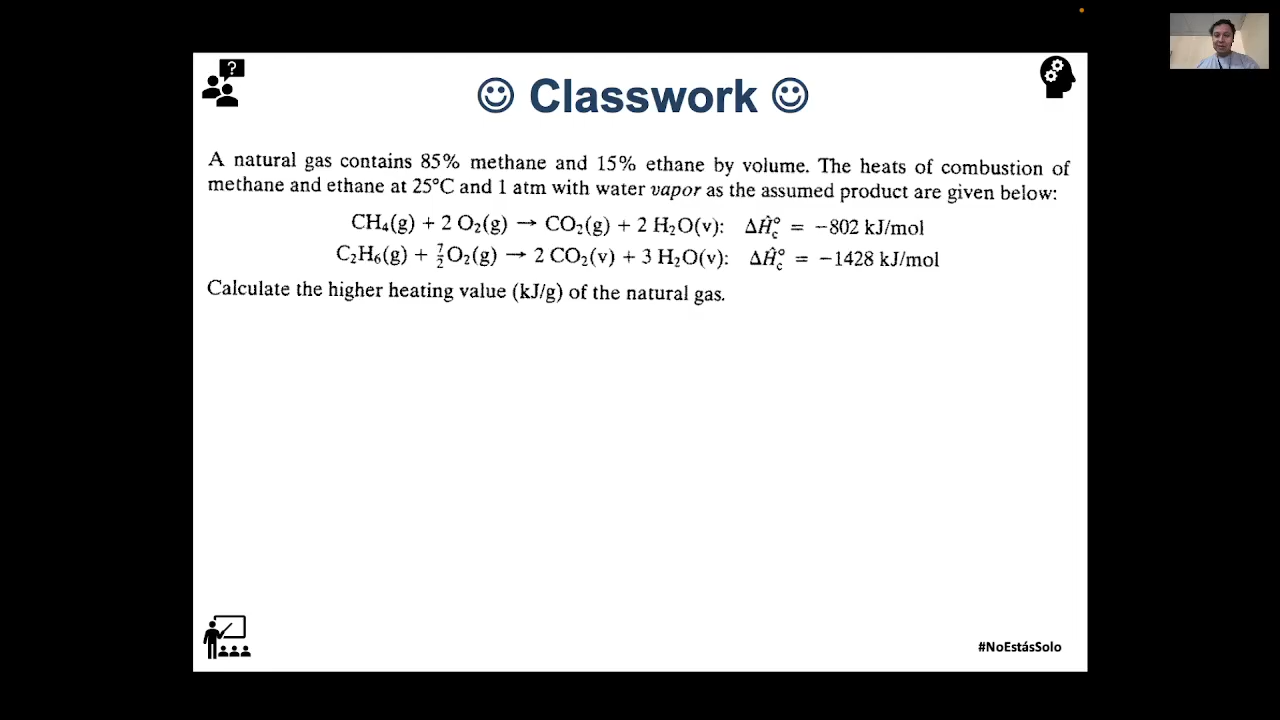 ☺ Classwork ☺
A natural gas contains 85% methane and 15% ethane by volume. The heats of combustion of
methane and ethane at 25°C and 1 atm with water vapor as the assumed product are given below:
CH₄(g) + 2 O₂(g) → CO₂(g) + 2 H₂O(v): ΔĤc° = −802 kJ/mol
C₂H₆(g) + 7/2 O₂(g) → 2 CO₂(v) + 3 H₂O(v): ΔĤc° = −1428 kJ/mol
Calculate the higher heating value (kJ/g) of the natural gas.
#NoEstásSolo